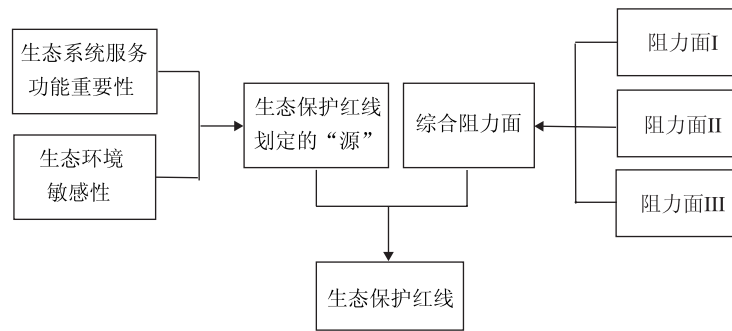 生态系统服务
功能重要性
生态环境
敏感性
生态保护红线
划定的“源”
综合阻力面
阻力面I
阻力面II
阻力面III
生态保护红线